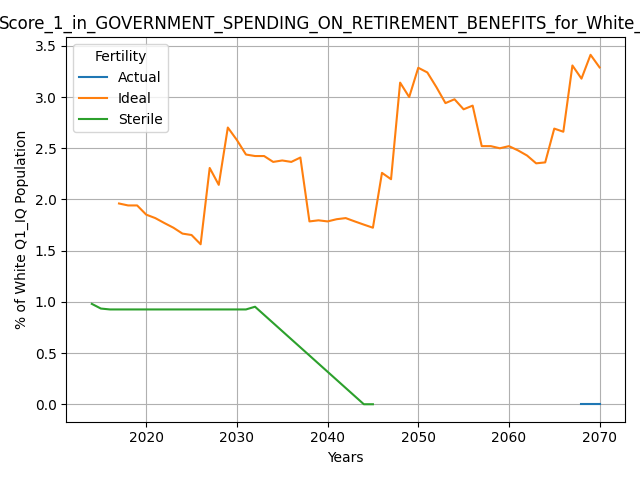 Score_1_in_GOVERNMENT_SPENDING_ON_RETIREMENT_BENEFITS_for_White_
Fertility
Actual
Ideal
Sterile
% of White Q1_IQ Population
3.5
3.0
2.5
2.0
1.5
1.0
0.5
0.0
2020 2030 2040 2050 2060 2070
Years